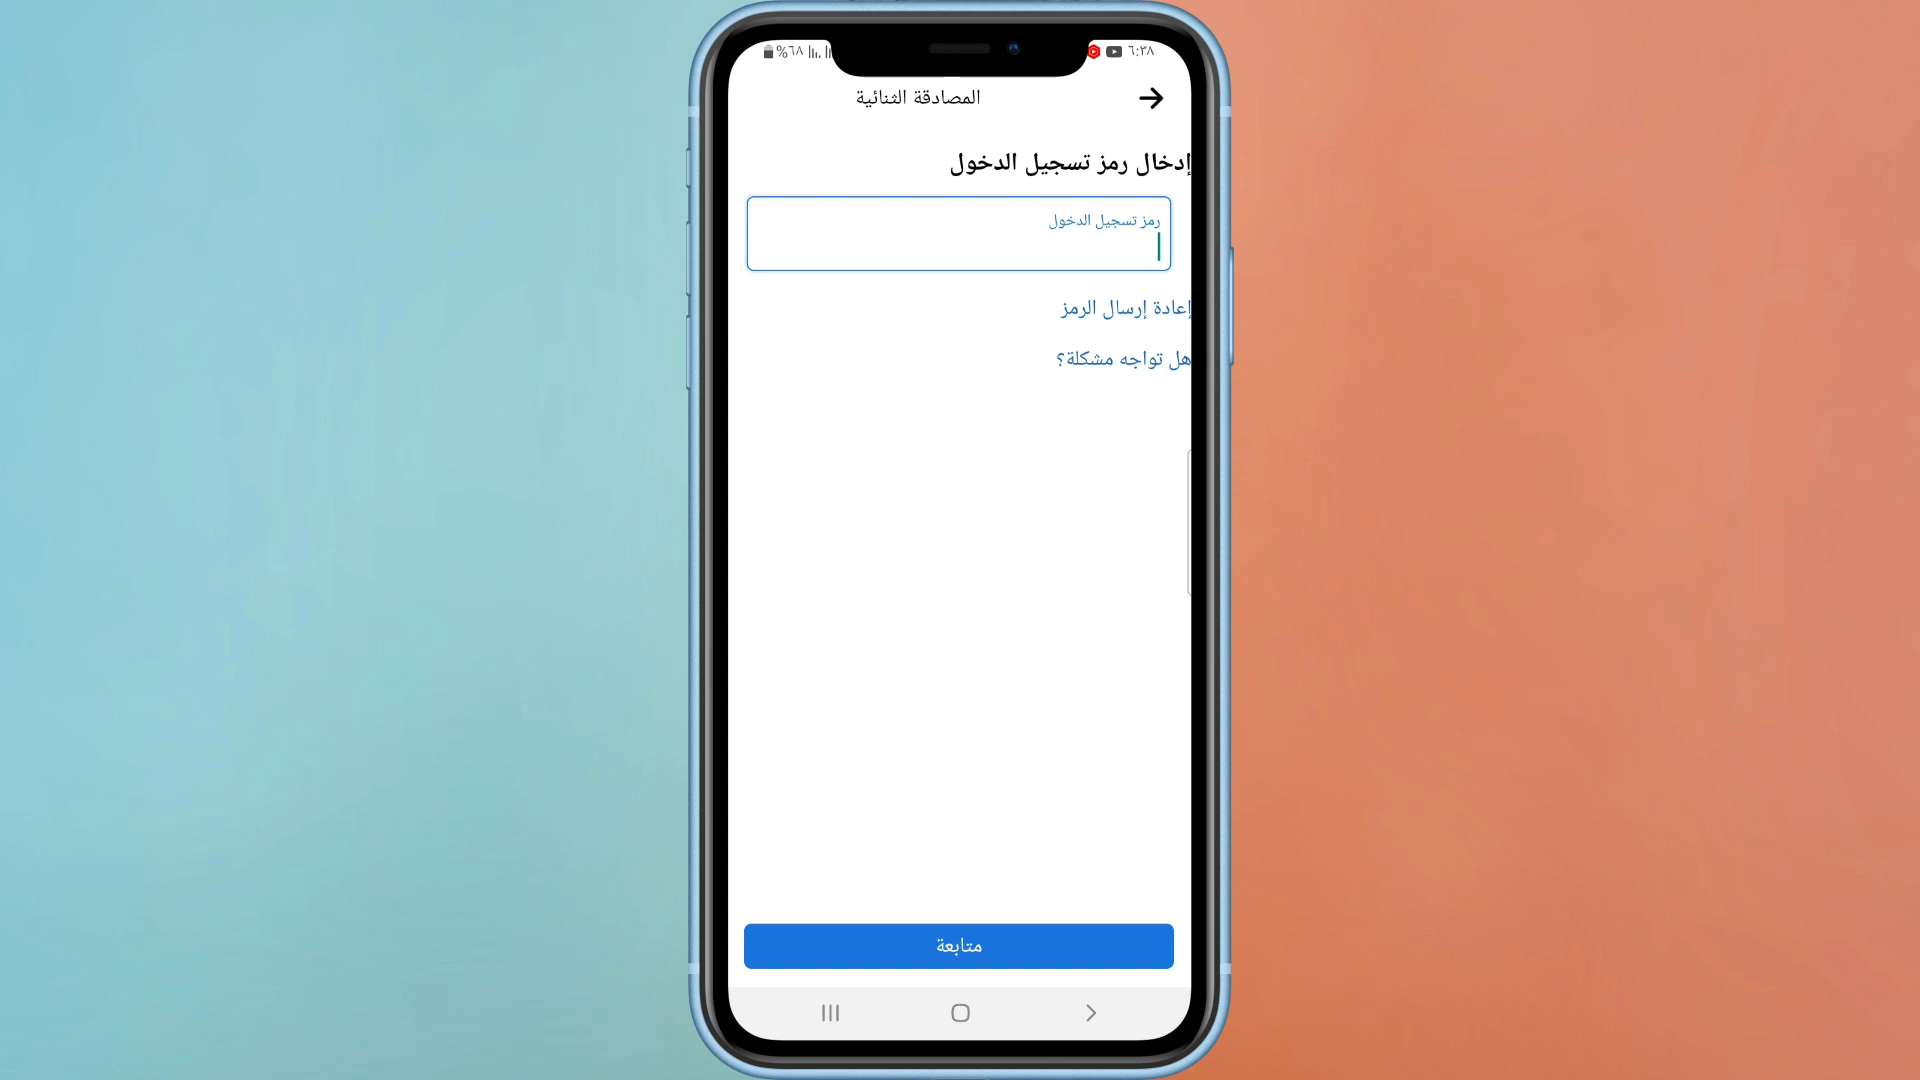 %٦٨ ٦:٣٨
المصادقة الثنائية
إدخال رمز تسجيل الدخول
رمز تسجيل الدخول
إعادة إرسال الرمز
هل تواجه مشكلة؟
متابعة